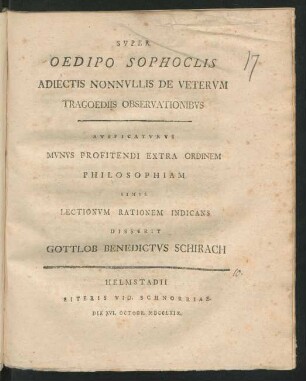 SVPER
OEDIPO SOPHOCLIS
ADIECTIS NONNVLLIS DE VETERVM
TRAGOEDIIS OBSERVATIONIBVS
17
AVSPICATVRVS
MVNVS PROFITENDI EXTRA ORDINEM
PHILOSOPHIAM
SIMVL
LECTIONVM RATIONEM INDICANS
DISSERIT
GOTTLOB BENEDICTVS SCHIRACH
HELMSTADII
LITERIS VID. SCHNORRIAE
DIE XVI. OCTOBR. MDCCLXIX.